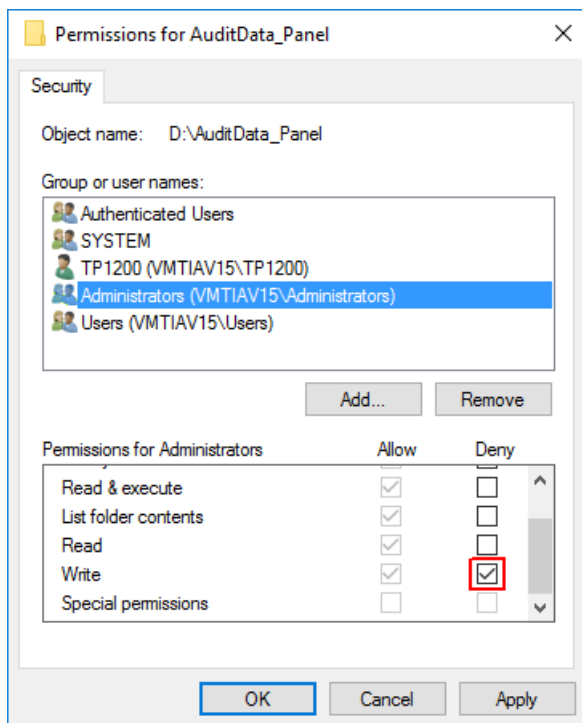 Permissions for AuditData_Panel
Security
Object name: D:\AuditData_Panel
Group or user names:
Authenticated Users
SYSTEM
TP1200 (VMTIAV15\TP1200)
Administrators (VMTIAV15\Administrators)
Users (VMTIAV15\Users)
Add... Remove
Permissions for Administrators Allow Deny
Read & execute
List folder contents
Read
Write
Special permissions
OK Cancel Apply